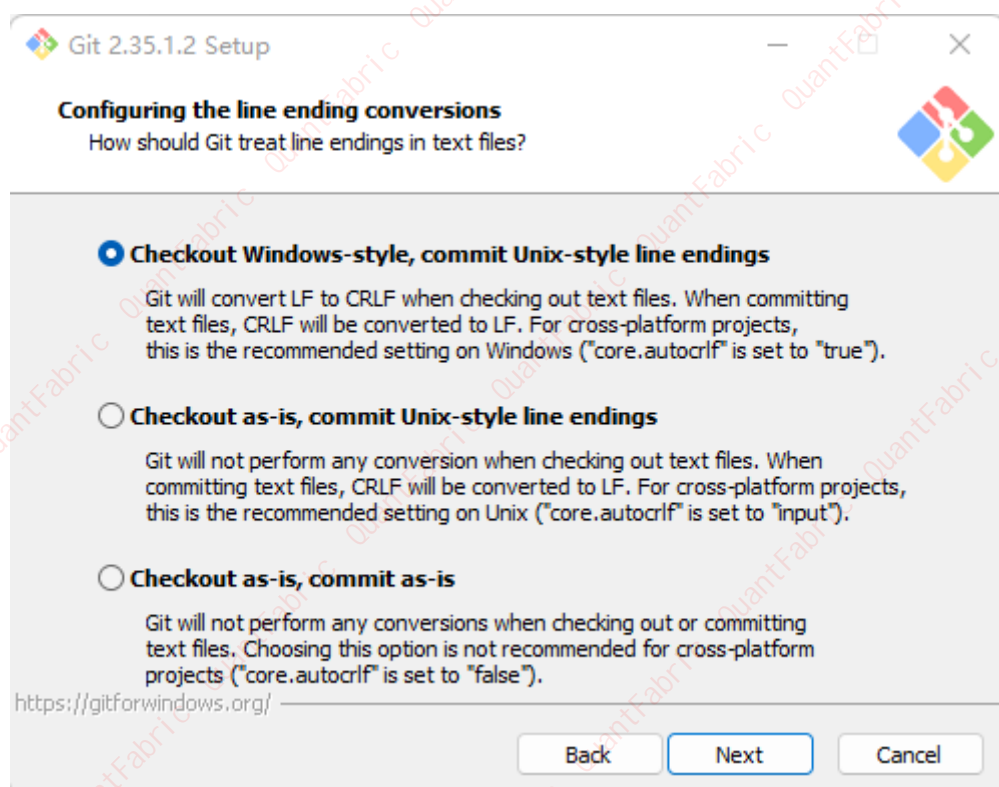 Git 2.35.1.2 Setup
Configuring the line ending conversions
How should Git treat line endings in text files?
Checkout Windows-style, commit Unix-style line endings
Git will convert LF to CRLF when checking out text files. When committing
text files, CRLF will be converted to LF. For cross-platform projects,
this is the recommended setting on Windows ("core.autocrlf" is set to "true").
Checkout as-is, commit Unix-style line endings
Git will not perform any conversion when checking out text files. When
committing text files, CRLF will be converted to LF. For cross-platform projects,
this is the recommended setting on Unix ("core.autocrlf" is set to "input").
Checkout as-is, commit as-is
Git will not perform any conversions when checking out or committing
text files. Choosing this option is not recommended for cross-platform
projects ("core.autocrlf" is set to "false").
https://gitforwindows.org/
Back Next Cancel
QuantFabric